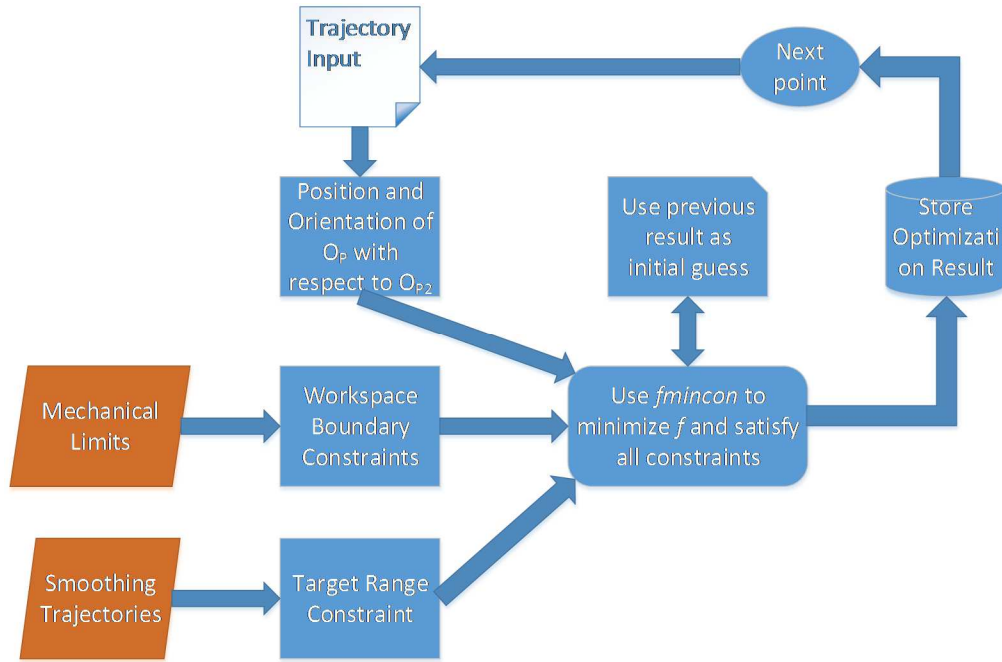 Trajectory
Input
Next
point
Position and
Orientation of
OP with
respect to OP2
Use previous
result as
initial guess
Store
Optimizati
on Result
Mechanical
Limits
Workspace
Boundary
Constraints
Use fmincon to
minimize f and satisfy
all constraints
Smoothing
Trajectories
Target Range
Constraint